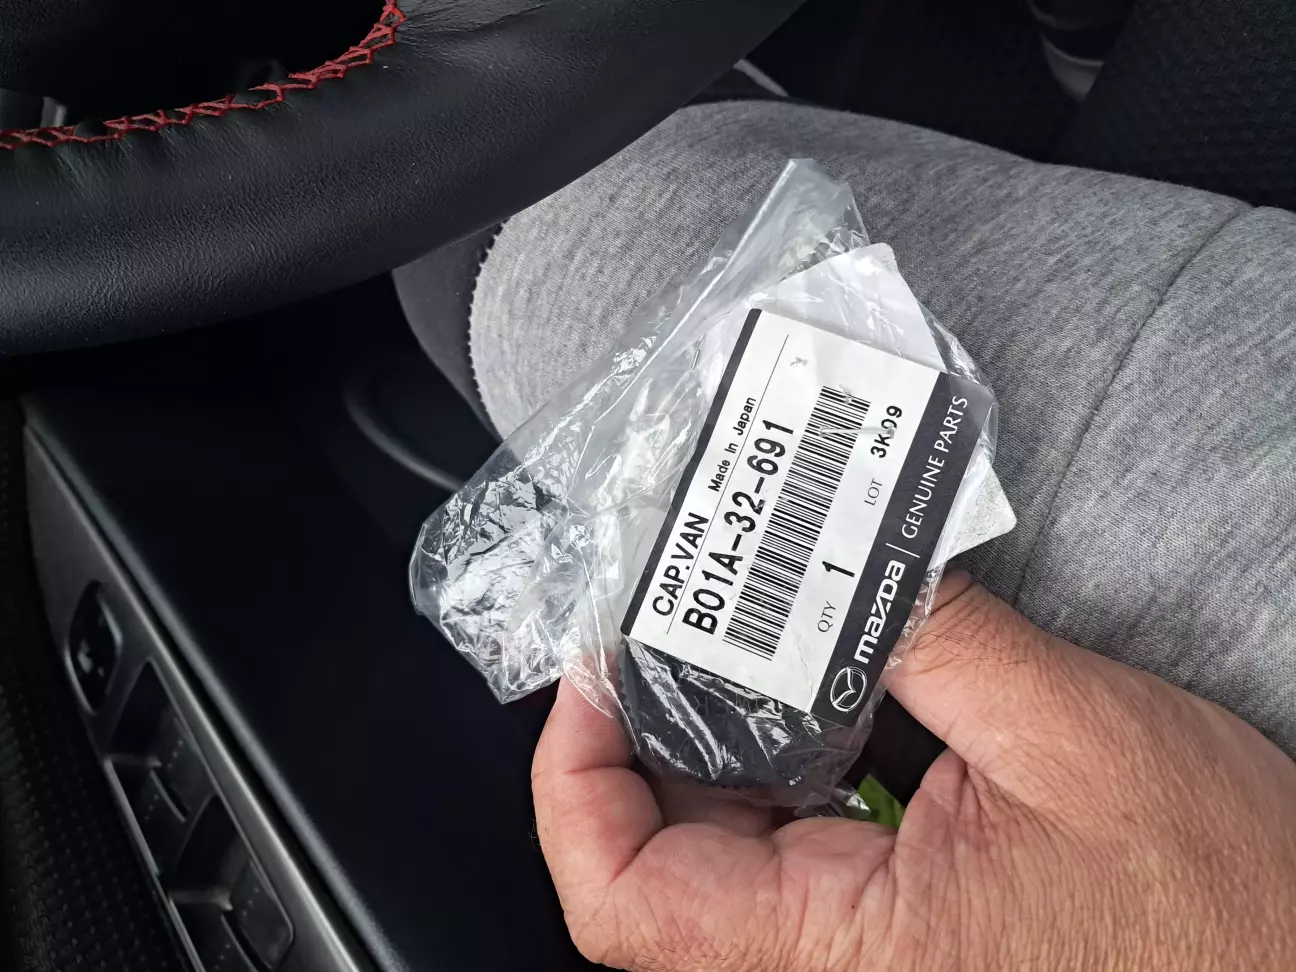 CAP.VAN Made In Japan
B01A-32-691
QTY 1 LOT 3K09
mazda GENUINE PARTS